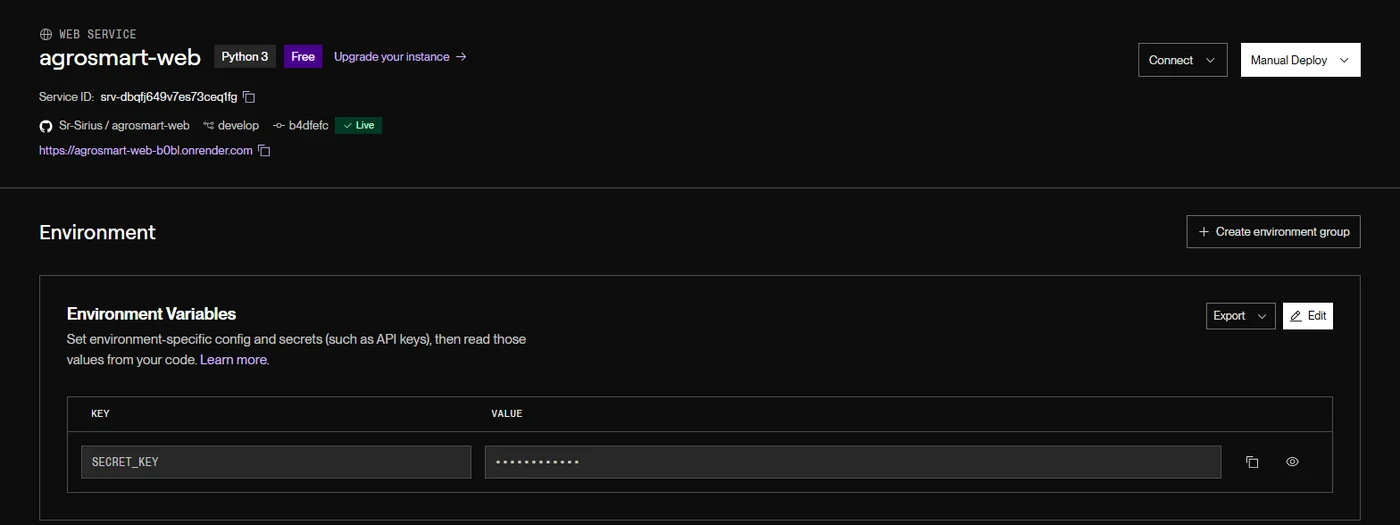 WEB SERVICE
agrosmart-web Python 3 Free Upgrade your instance → Connect Manual Deploy
Service ID: srv-dbqfj649v7es73ceq1fg
Sr-Sirius / agrosmart-web develop b4dfefc Live
https://agrosmart-web-b0bl.onrender.com
Environment + Create environment group
Environment Variables Export Edit
Set environment-specific config and secrets (such as API keys), then read those
values from your code. Learn more.
KEY VALUE
SECRET_KEY ••••••••••••